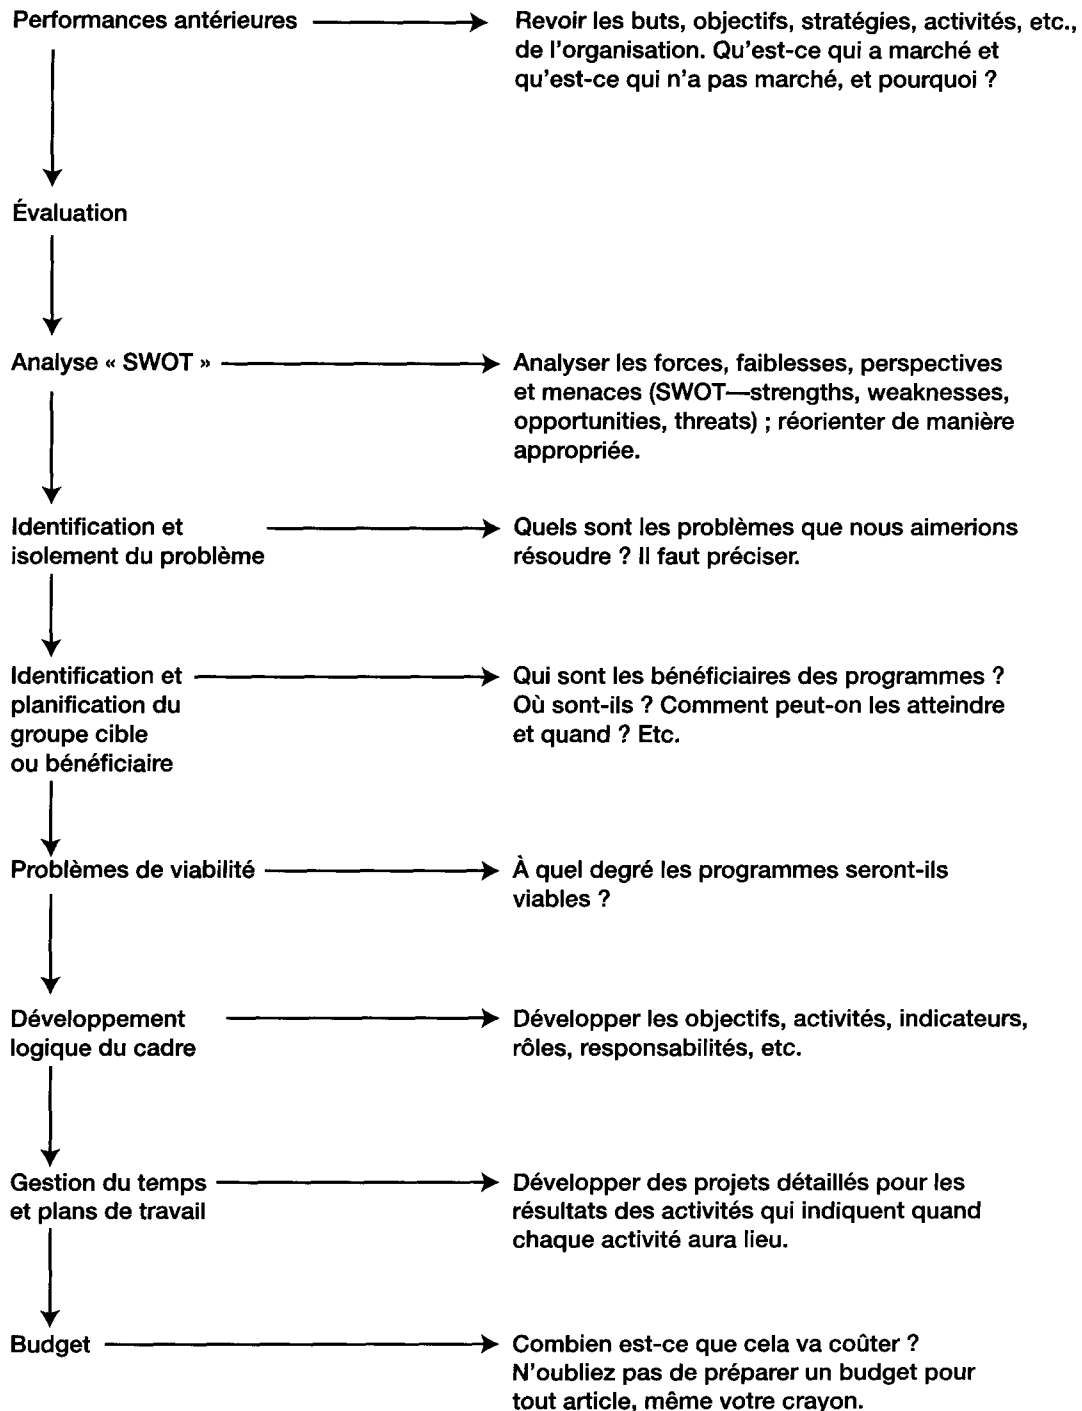 Performances antérieures
Revoir les buts, objectifs, stratégies, activités, etc.,
de l'organisation. Qu'est-ce qui a marché et
qu'est-ce qui n'a pas marché, et pourquoi ?
Évaluation
Analyse « SWOT »
Analyser les forces, faiblesses, perspectives
et menaces (SWOT—strengths, weaknesses,
opportunities, threats) ; réorienter de manière
appropriée.
Identification et
isolement du problème
Quels sont les problèmes que nous aimerions
résoudre ? Il faut préciser.
Identification et
planification du
groupe cible
ou bénéficiaire
Qui sont les bénéficiaires des programmes ?
Où sont-ils ? Comment peut-on les atteindre
et quand ? Etc.
Problèmes de viabilité
À quel degré les programmes seront-ils
viables ?
Développement
logique du cadre
Développer les objectifs, activités, indicateurs,
rôles, responsabilités, etc.
Gestion du temps
et plans de travail
Développer des projets détaillés pour les
résultats des activités qui indiquent quand
chaque activité aura lieu.
Budget
Combien est-ce que cela va coûter ?
N'oubliez pas de préparer un budget pour
tout article, même votre crayon.